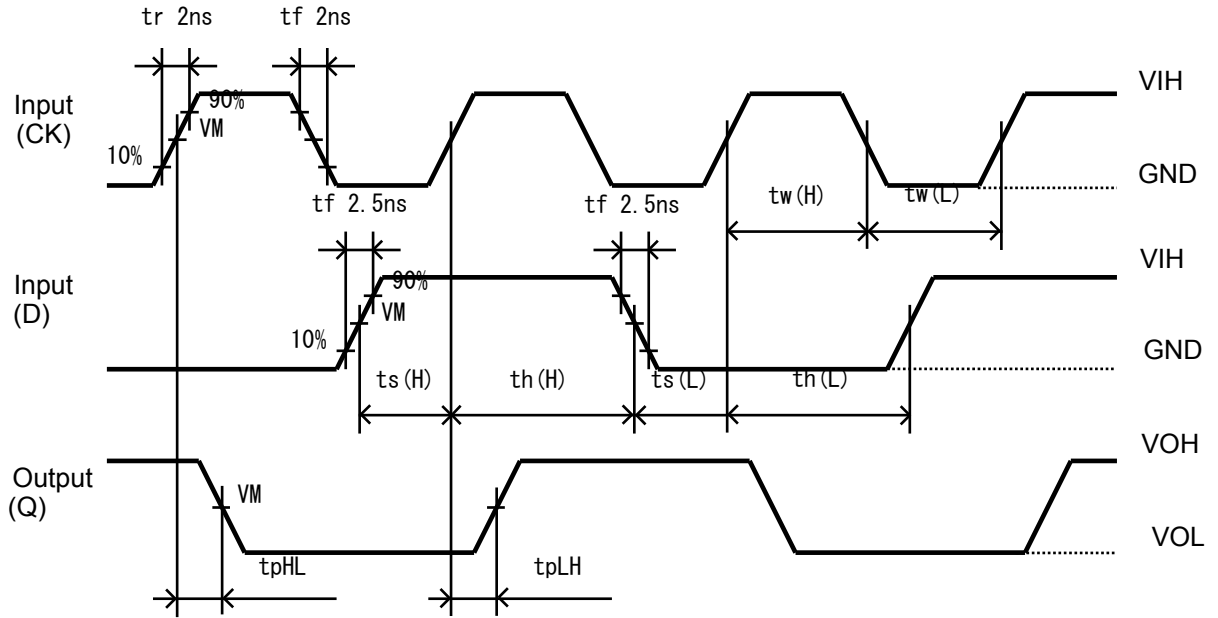 tr 2ns
tf 2ns
Input
(CK)
90%
VM
10%
VIH
GND
tf 2.5ns
tf 2.5ns
tw(H)
tw(L)
Input
(D)
90%
VM
10%
VIH
GND
ts(H)
th(H)
ts(L)
th(L)
Output
(Q)
VM
VOH
VOL
tpHL
tpLH